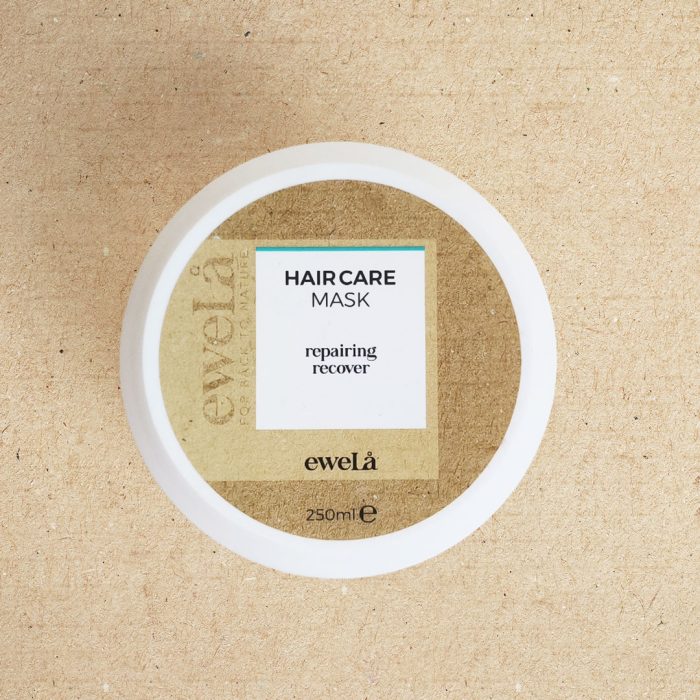 eweLå
FOR BACK TO NATURE
HAIR CARE
MASK
repairing
recover
eweLå
250ml ℮